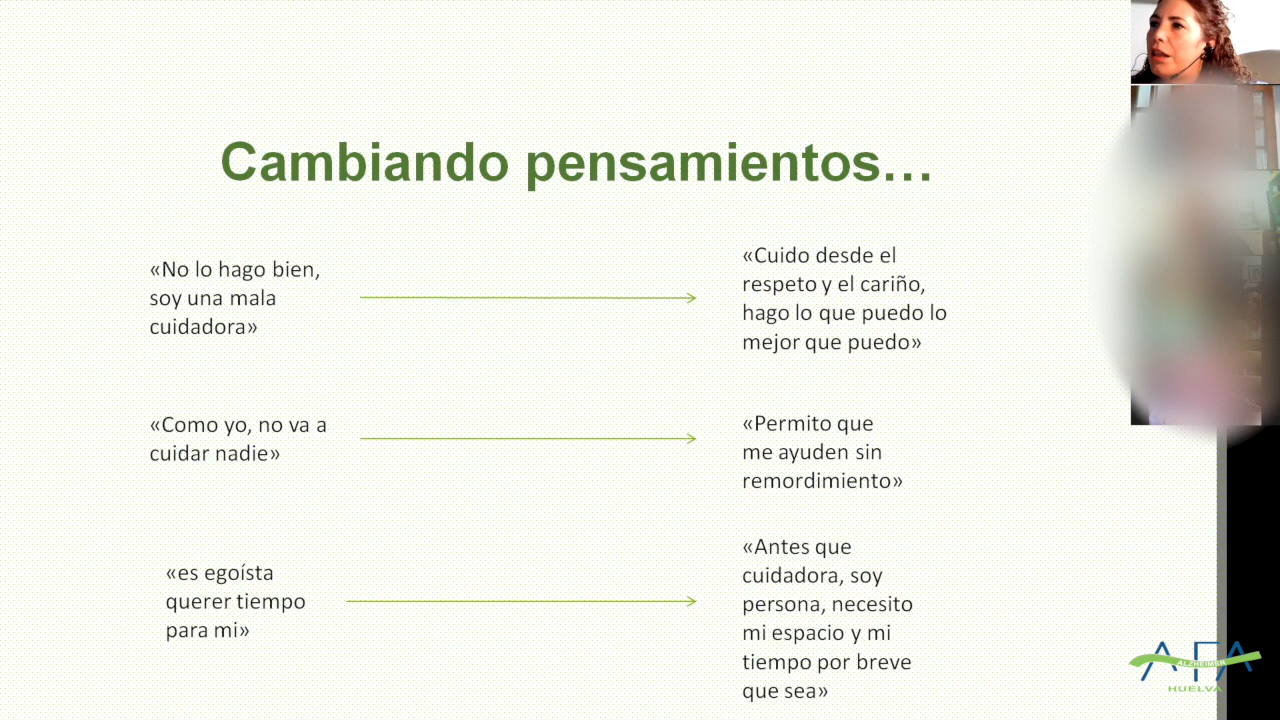 Cambiando pensamientos...
«No lo hago bien,
soy una mala
cuidadora»
«Cuido desde el
respeto y el cariño,
hago lo que puedo lo
mejor que puedo»
«Como yo, no va a
cuidar nadie»
«Permito que
me ayuden sin
remordimiento»
«es egoísta
querer tiempo
para mi»
«Antes que
cuidadora, soy
persona, necesito
mi espacio y mi
tiempo por breve
que sea»
AFA
ALZHEIMER
HUELVA